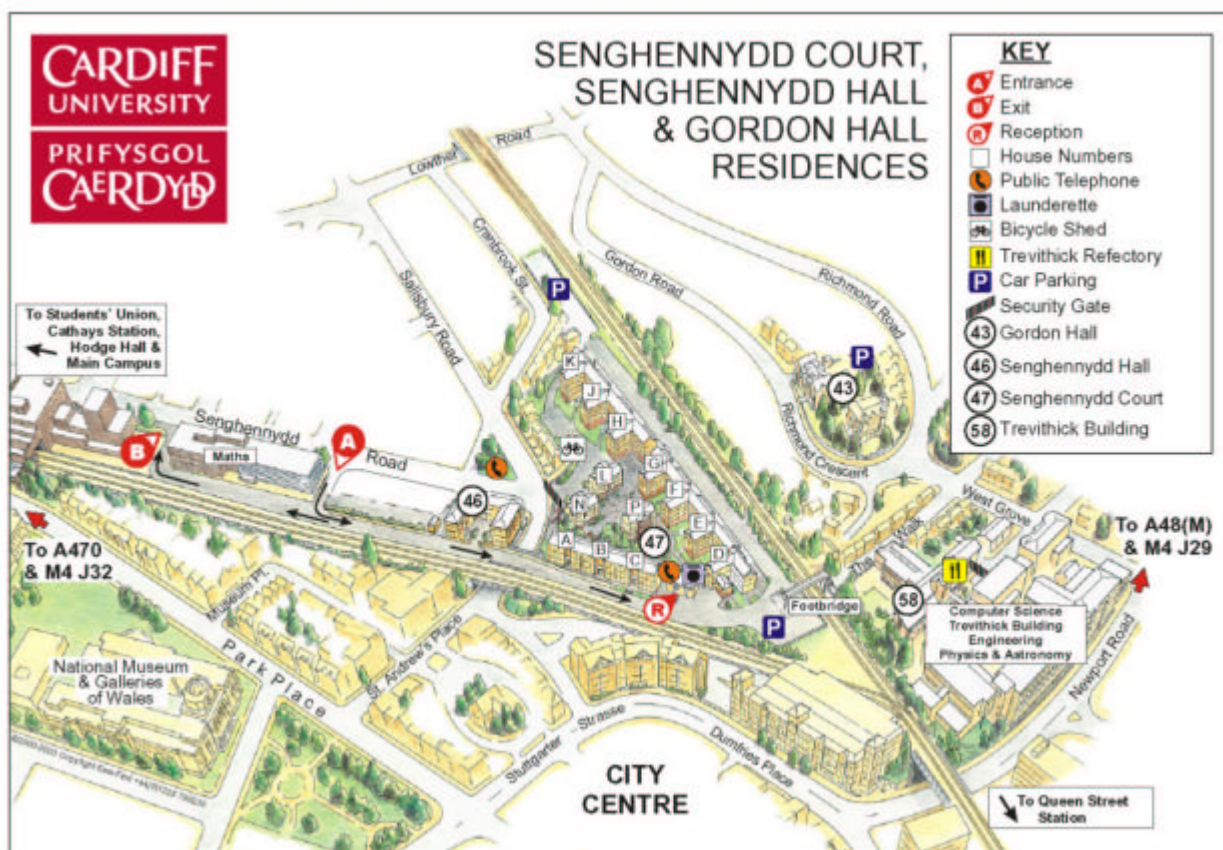 CARDIFF
UNIVERSITY
PRIFYSGOL
CAERDYDD
SENGHENNYDD COURT,
SENGHENNYDD HALL
& GORDON HALL
RESIDENCES
KEY
A Entrance
B Exit
R Reception
House Numbers
Public Telephone
Launderette
Bicycle Shed
Trevithick Refectory
P Car Parking
Security Gate
43 Gordon Hall
46 Senghennydd Hall
47 Senghennydd Court
58 Trevithick Building
Lowther Road
Cranbrook St.
Salisbury Road
Gordon Road
Richmond Road
Richmond Crescent
P
P
43
To Students' Union,
Cathays Station,
Hodge Hall &
Main Campus
Senghennydd Road
B
Maths
A
46
K
J
H
G
L
F
N
P
E
A
B
C
D
47
R
P
Footbridge
The Walk
West Grove
58
Computer Science
Trevithick Building
Engineering
Physics & Astronomy
To A48(M)
& M4 J29
Newport Road
To A470
& M4 J32
Museum Pl.
Park Place
St. Andrew's Place
National Museum
& Galleries
of Wales
Stuttgarter Strasse
Dumfries Place
CITY
CENTRE
To Queen Street
Station